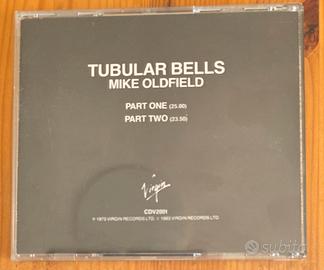 TUBULAR BELLS
MIKE OLDFIELD
PART ONE (25.00)
PART TWO (23.50)
Virgin
CDV2001
℗ 1973 VIRGIN RECORDS LTD. © 1983 VIRGIN RECORDS LTD.
subito